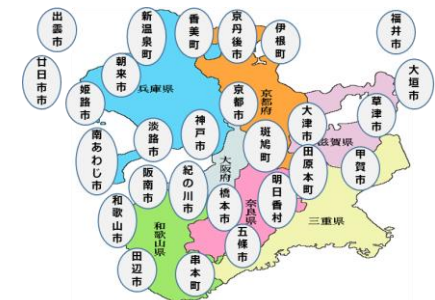 出雲市
新温泉町
香美町
京丹後市
伊根町
福井市
廿日市市
朝来市
大垣市
姫路市
兵庫県
京都府
京都市
大津市
草津市
滋賀県
南あわじ市
淡路市
神戸市
斑鳩町
田原本町
甲賀市
大阪府
阪南市
紀の川市
橋本市
明日香村
奈良県
三重県
和歌山市
和歌山県
五條市
田辺市
串本町